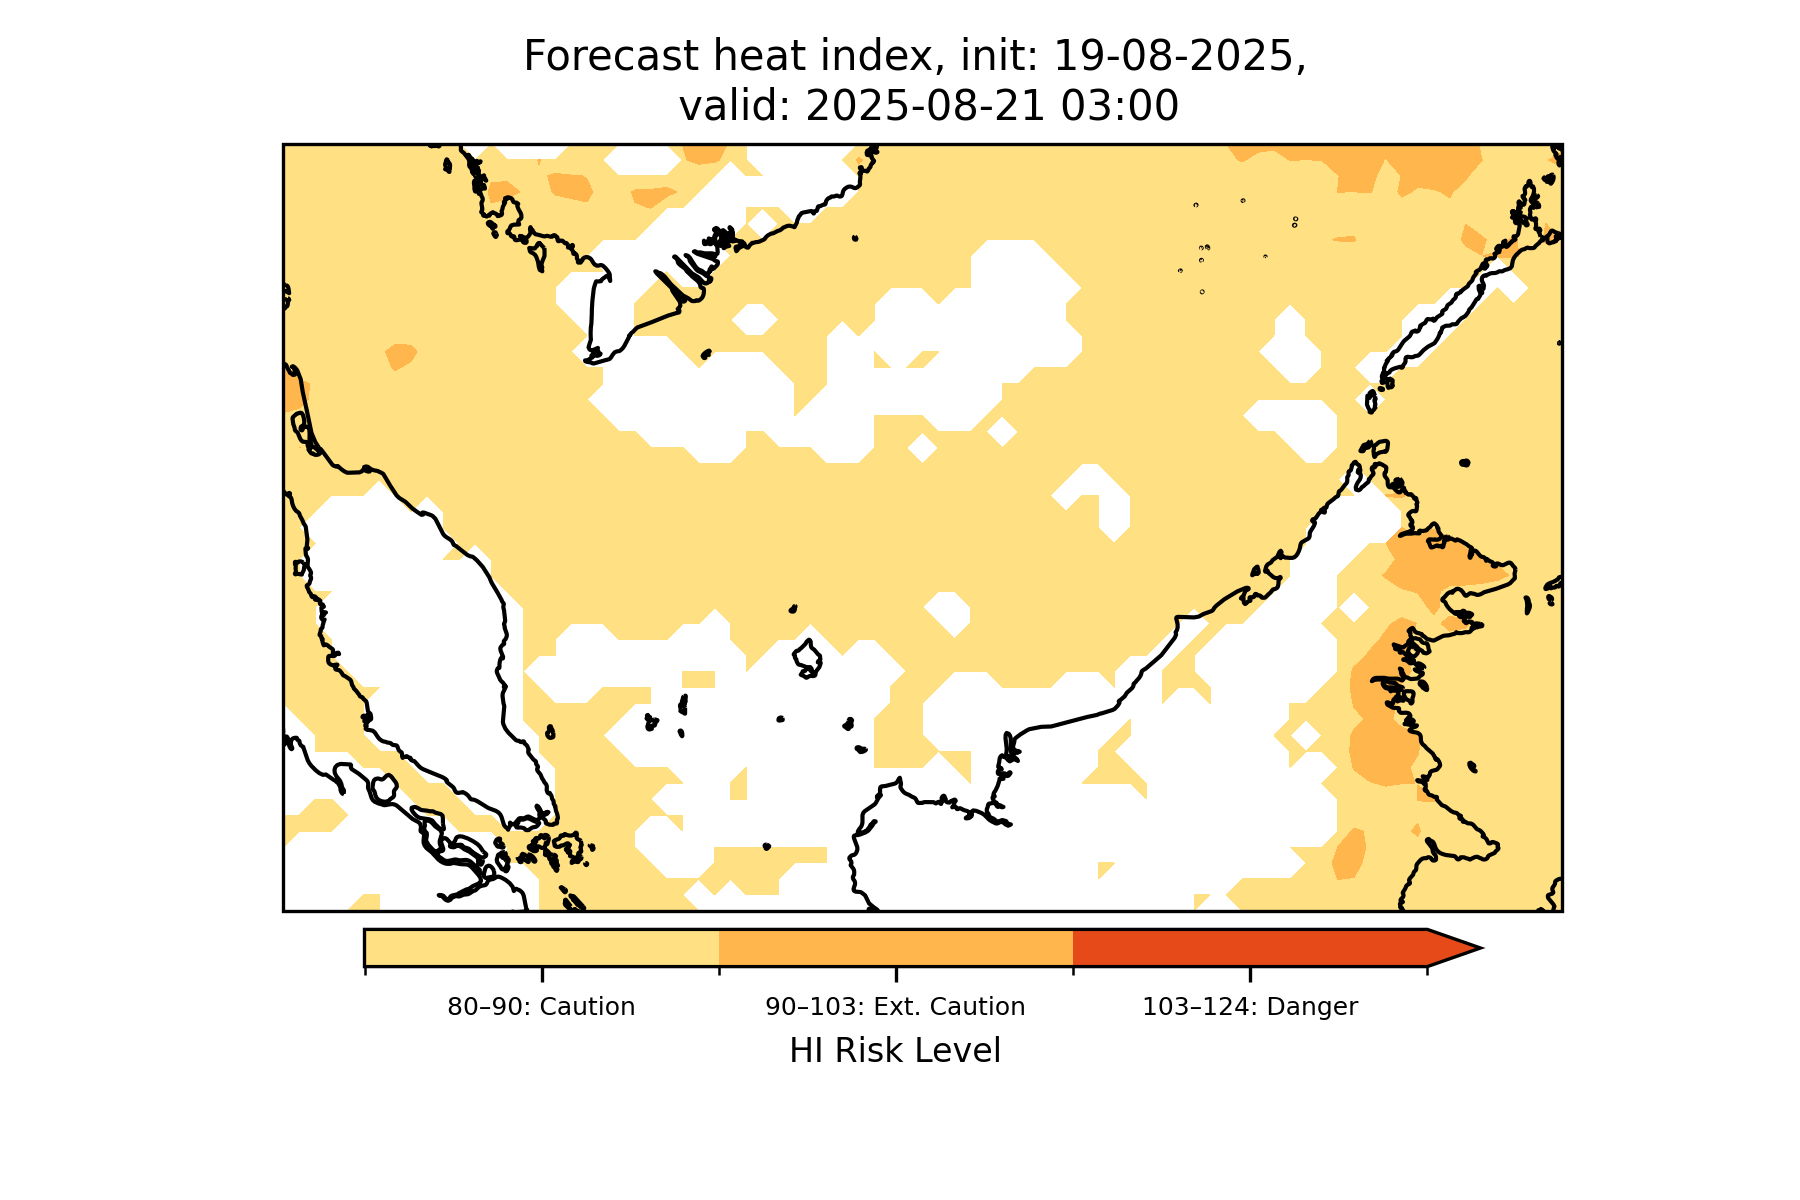 Forecast heat index, init: 19-08-2025,
valid: 2025-08-21 03:00
80–90: Caution
90–103: Ext. Caution
103–124: Danger
HI Risk Level